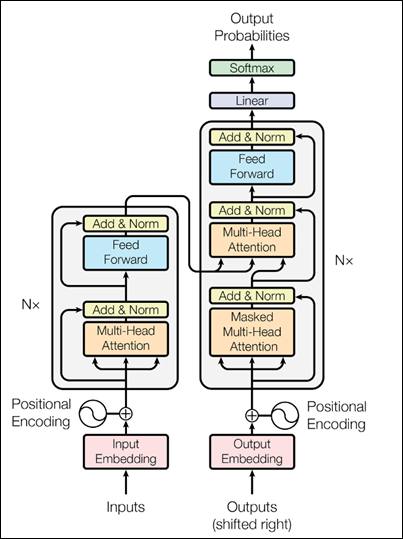 Output
Probabilities
Softmax
Linear
Add & Norm
Feed
Forward
Add & Norm
Multi-Head
Attention
Add & Norm
Masked
Multi-Head
Attention
N×
Add & Norm
Feed
Forward
Add & Norm
Multi-Head
Attention
N×
Positional
Encoding
Positional
Encoding
Input
Embedding
Output
Embedding
Inputs
Outputs
(shifted right)